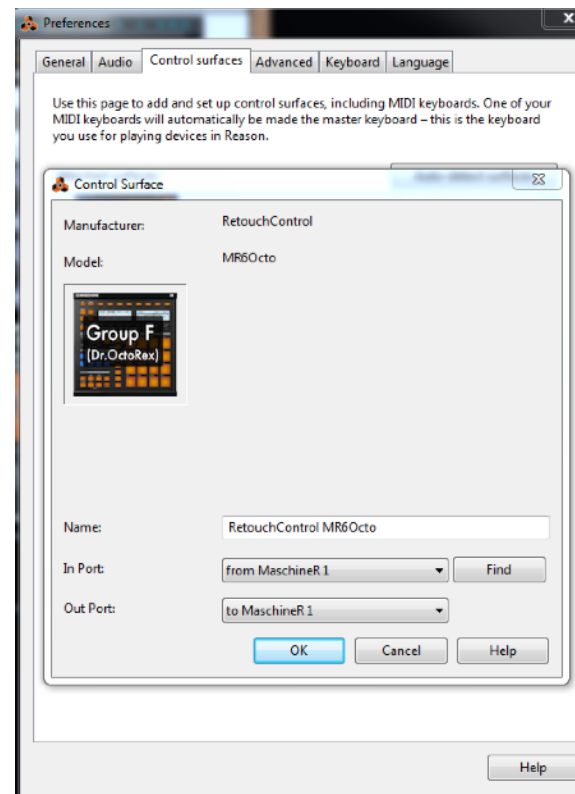 Preferences
General Audio Control surfaces Advanced Keyboard Language
Use this page to add and set up control surfaces, including MIDI keyboards. One of your
MIDI keyboards will automatically be made the master keyboard – this is the keyboard
you use for playing devices in Reason.
Control Surface
Manufacturer: RetouchControl
Model: MR6Octo
Group F
(Dr.OctoRex)
Name: RetouchControl MR6Octo
In Port: from MaschineR 1 Find
Out Port: to MaschineR 1
OK Cancel Help
Help